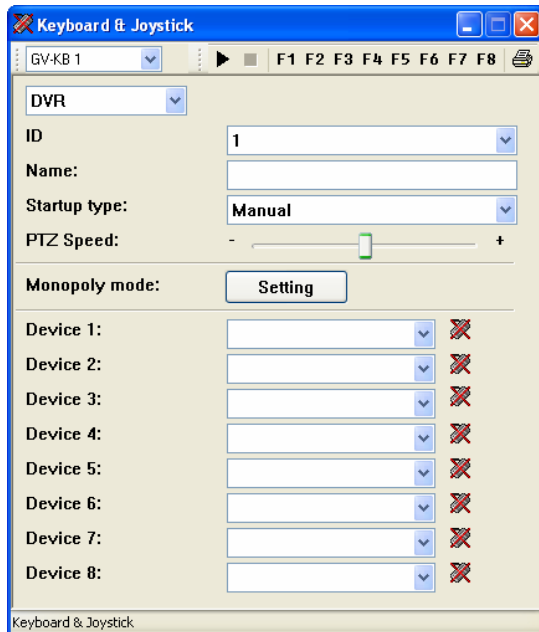 Keyboard & Joystick
GV-KB 1 F1 F2 F3 F4 F5 F6 F7 F8
DVR
ID 1
Name:
Startup type: Manual
PTZ Speed: - +
Monopoly mode: Setting
Device 1:
Device 2:
Device 3:
Device 4:
Device 5:
Device 6:
Device 7:
Device 8:
Keyboard & Joystick